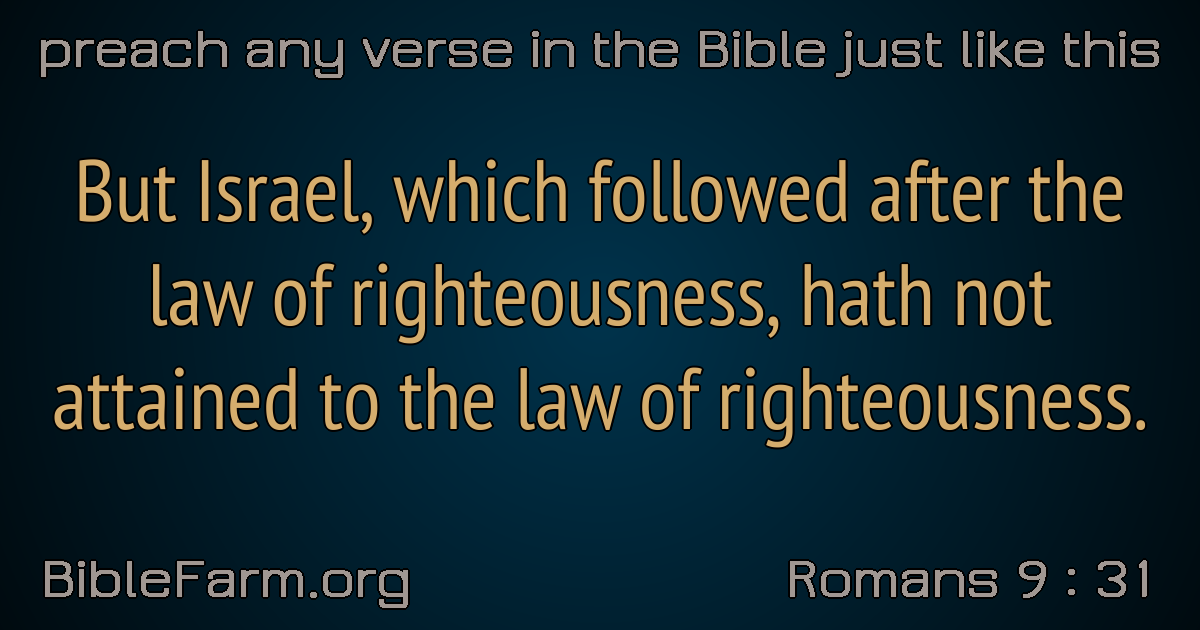 preach any verse in the Bible just like this
But Israel, which followed after the
law of righteousness, hath not
attained to the law of righteousness.
BibleFarm.org
Romans 9 : 31